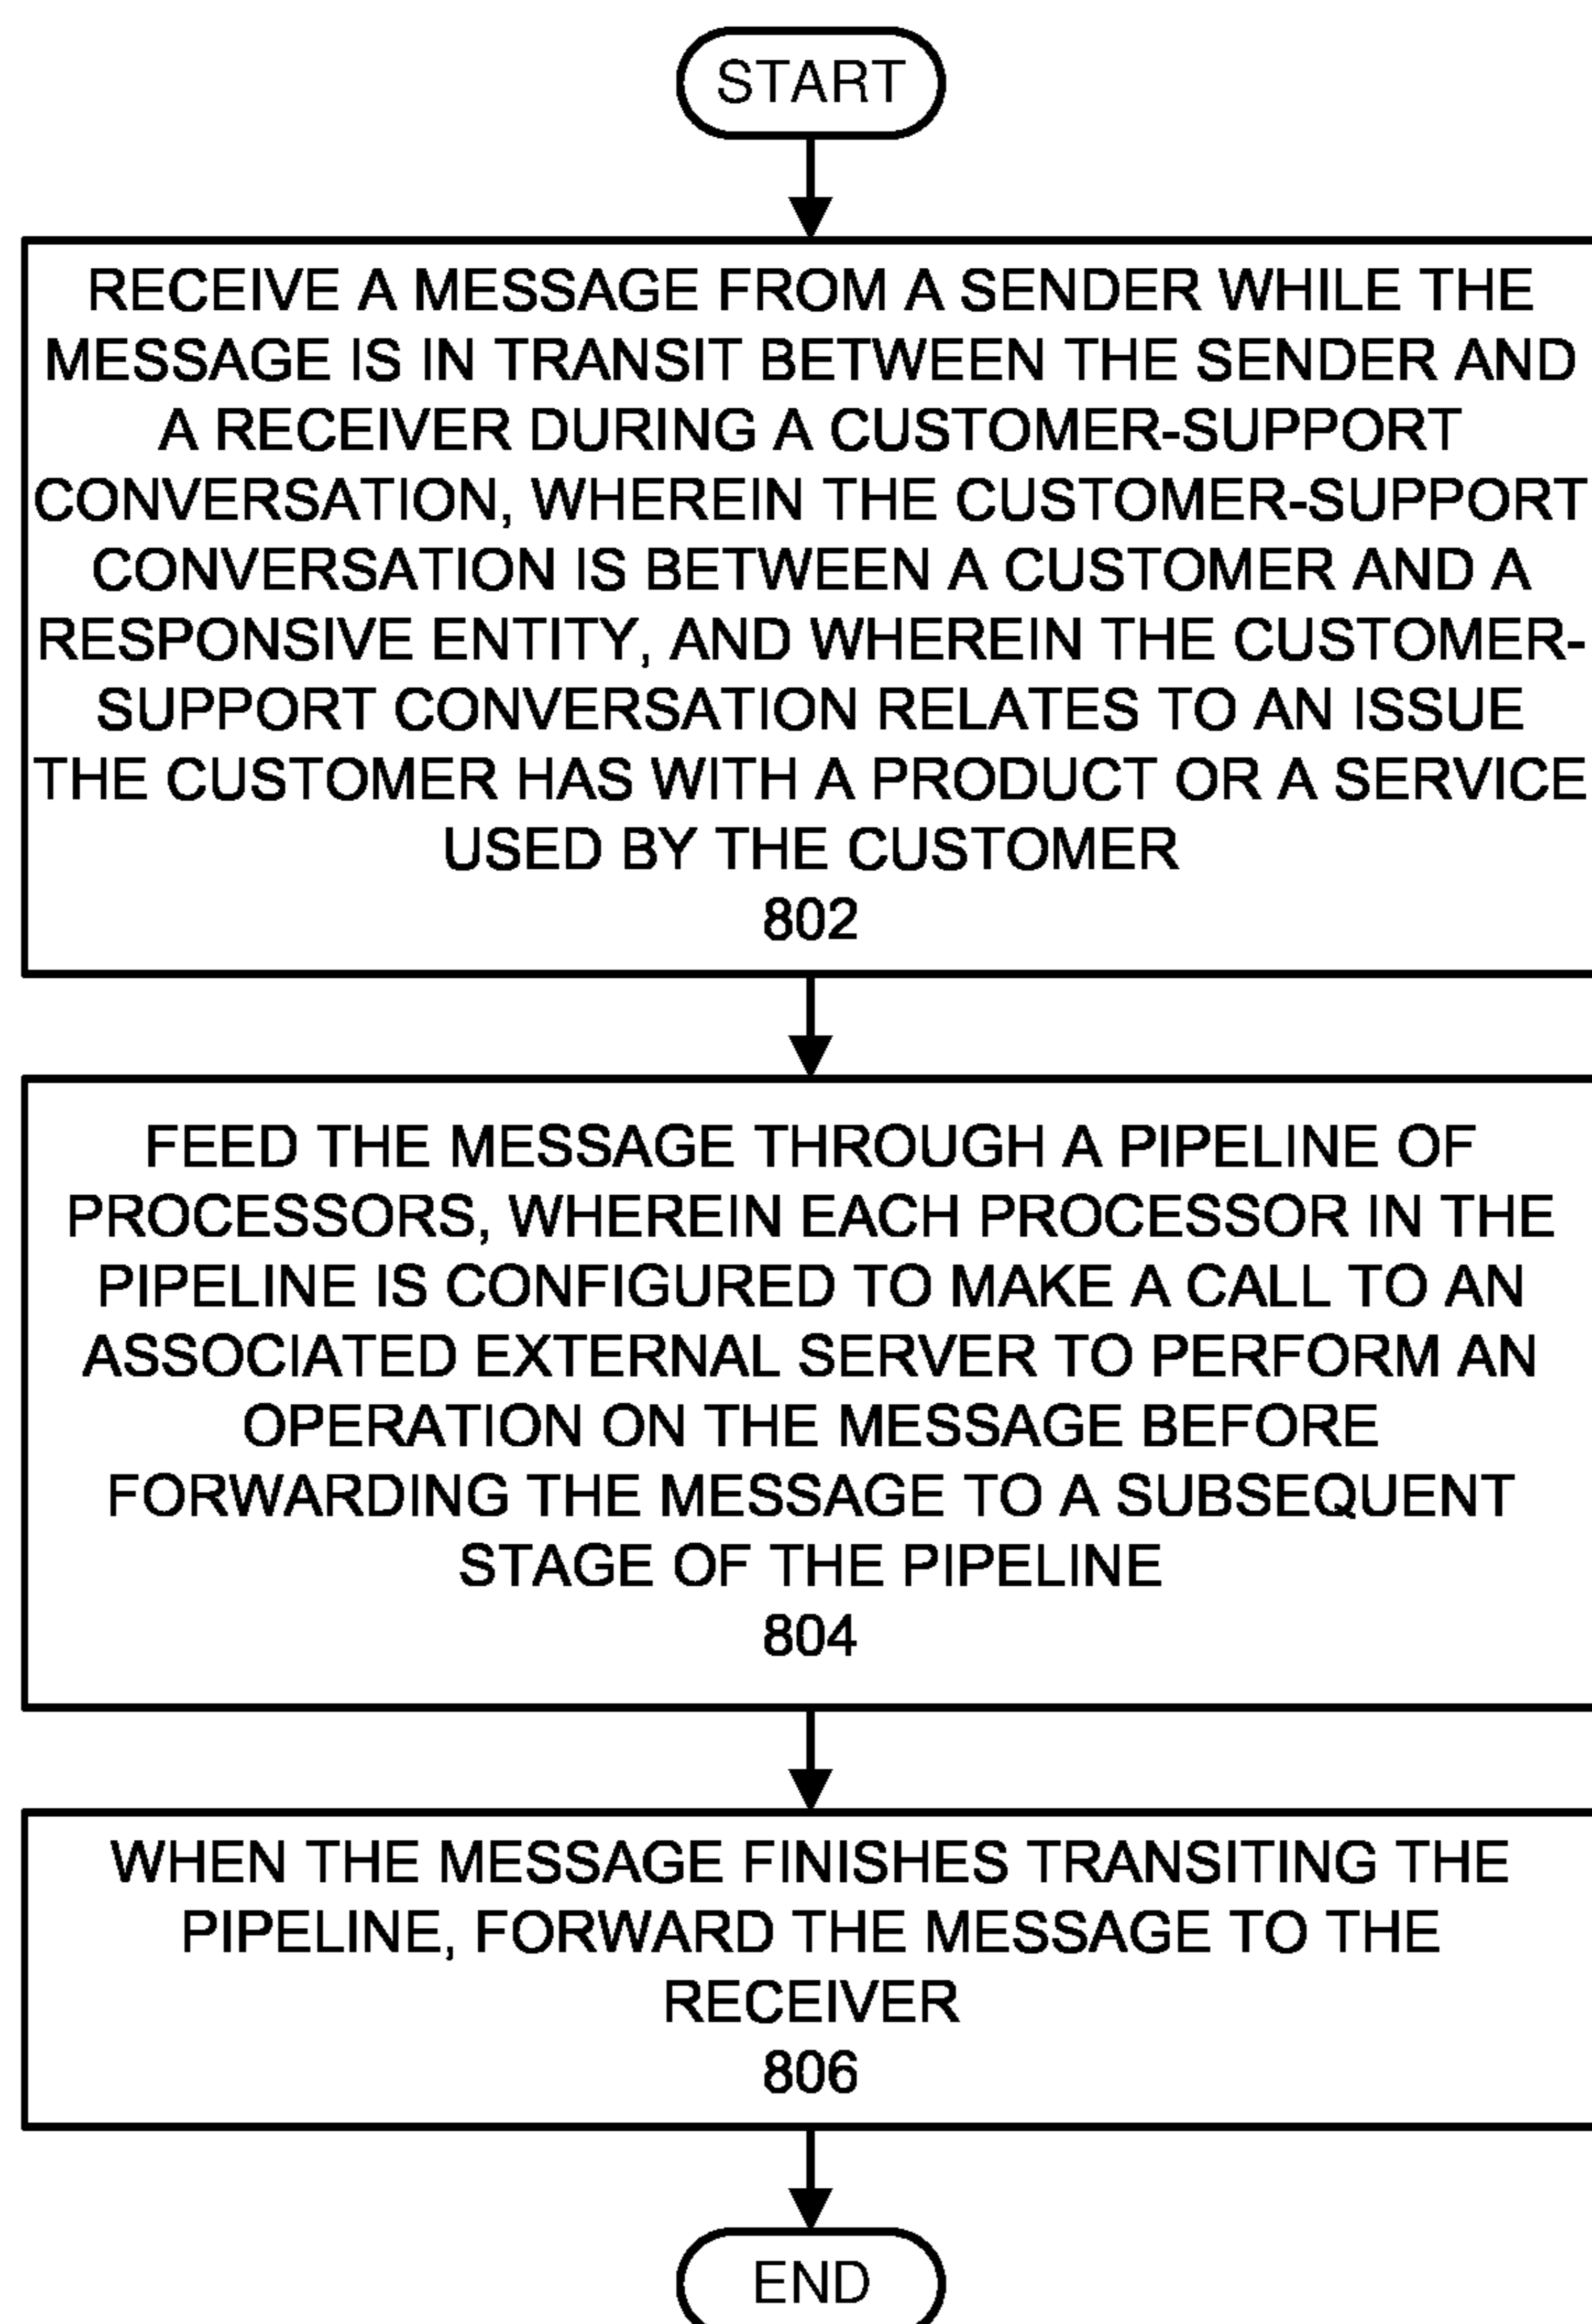 START
RECEIVE A MESSAGE FROM A SENDER WHILE THE
MESSAGE IS IN TRANSIT BETWEEN THE SENDER AND
A RECEIVER DURING A CUSTOMER-SUPPORT
CONVERSATION, WHEREIN THE CUSTOMER-SUPPORT
CONVERSATION IS BETWEEN A CUSTOMER AND A
RESPONSIVE ENTITY, AND WHEREIN THE CUSTOMER-
SUPPORT CONVERSATION RELATES TO AN ISSUE
THE CUSTOMER HAS WITH A PRODUCT OR A SERVICE
USED BY THE CUSTOMER
802
FEED THE MESSAGE THROUGH A PIPELINE OF
PROCESSORS, WHEREIN EACH PROCESSOR IN THE
PIPELINE IS CONFIGURED TO MAKE A CALL TO AN
ASSOCIATED EXTERNAL SERVER TO PERFORM AN
OPERATION ON THE MESSAGE BEFORE
FORWARDING THE MESSAGE TO A SUBSEQUENT
STAGE OF THE PIPELINE
804
WHEN THE MESSAGE FINISHES TRANSITING THE
PIPELINE, FORWARD THE MESSAGE TO THE
RECEIVER
806
END